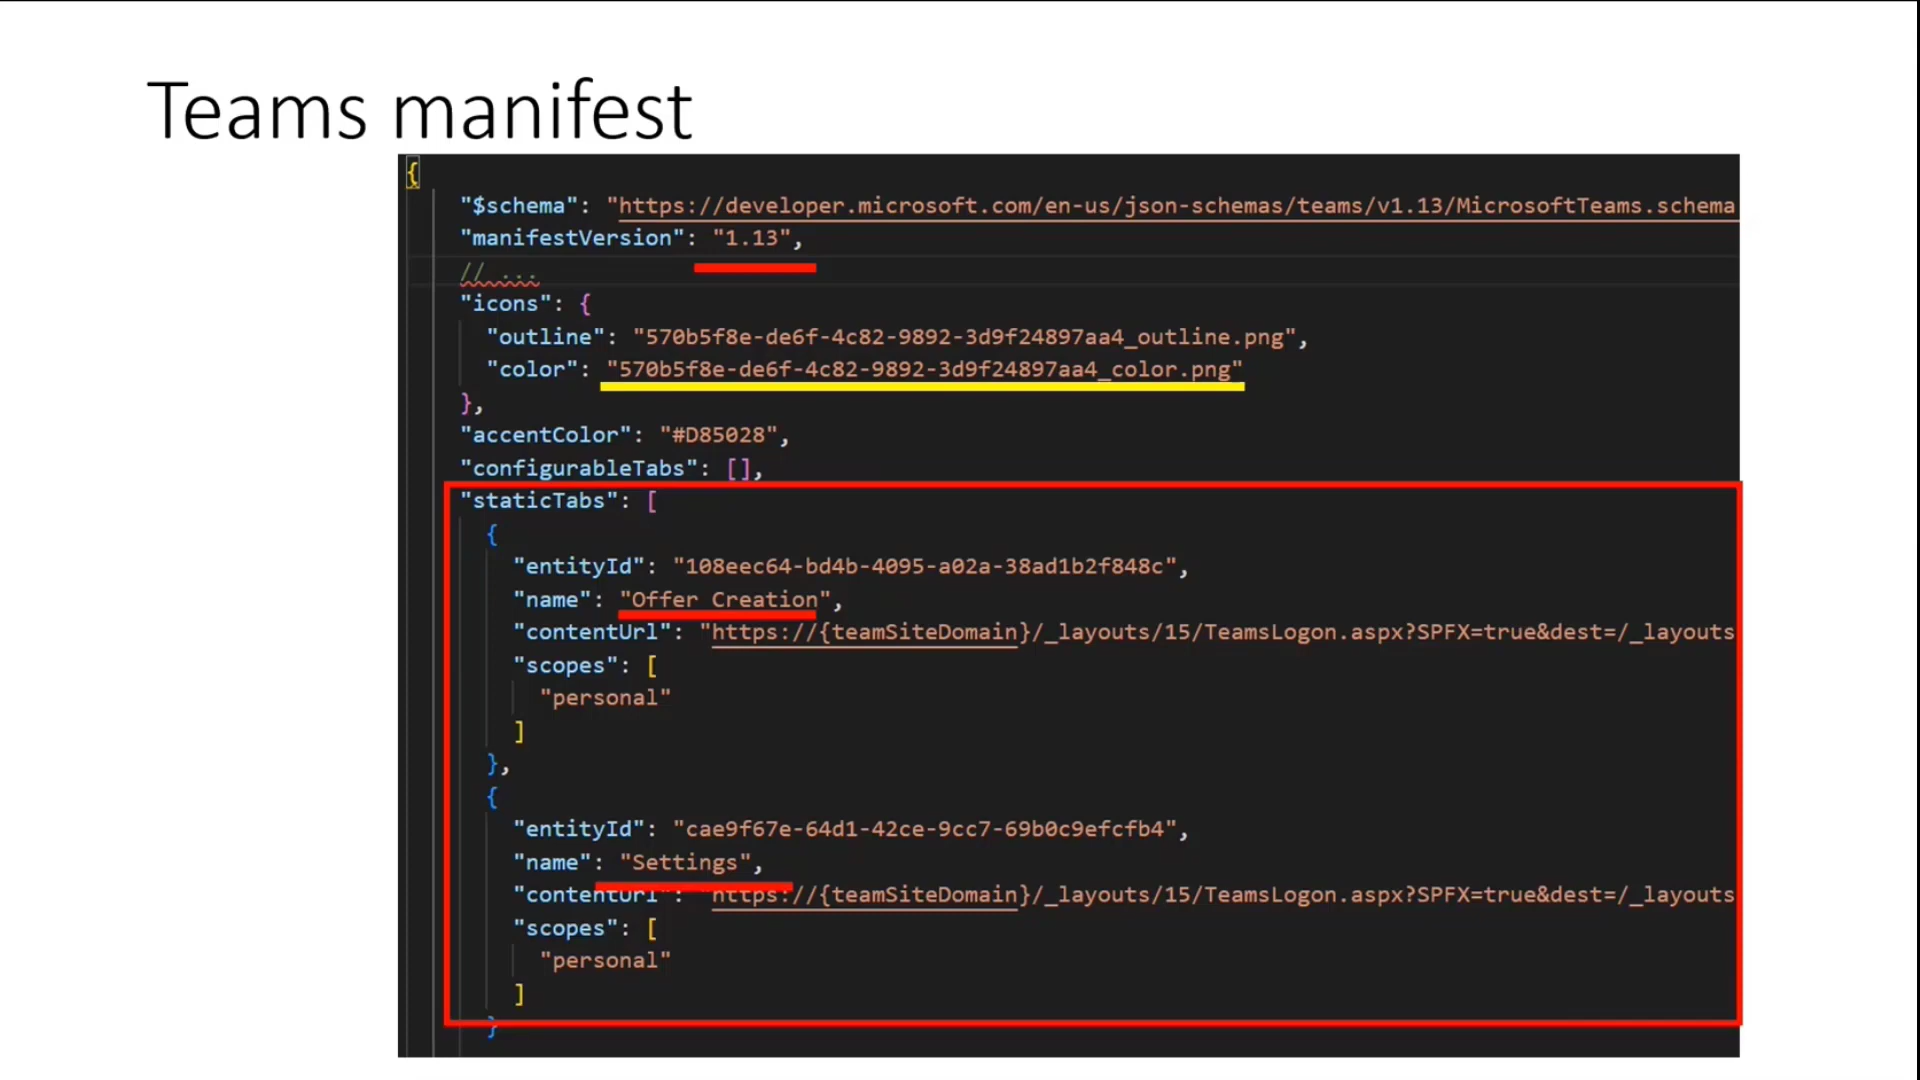 Teams manifest
{
"$schema": "https://developer.microsoft.com/en-us/json-schemas/teams/v1.13/MicrosoftTeams.schema
"manifestVersion": "1.13",
// ...
"icons": {
"outline": "570b5f8e-de6f-4c82-9892-3d9f24897aa4_outline.png",
"color": "570b5f8e-de6f-4c82-9892-3d9f24897aa4_color.png"
},
"accentColor": "#D85028",
"configurableTabs": [],
"staticTabs": [
{
"entityId": "108eec64-bd4b-4095-a02a-38ad1b2f848c",
"name": "Offer Creation",
"contentUrl": "https://{teamSiteDomain}/_layouts/15/TeamsLogon.aspx?SPFX=true&dest=/_layouts
"scopes": [
"personal"
]
},
{
"entityId": "cae9f67e-64d1-42ce-9cc7-69b0c9efcfb4",
"name": "Settings",
"contentUrl": "https://{teamSiteDomain}/_layouts/15/TeamsLogon.aspx?SPFX=true&dest=/_layouts
"scopes": [
"personal"
]
}